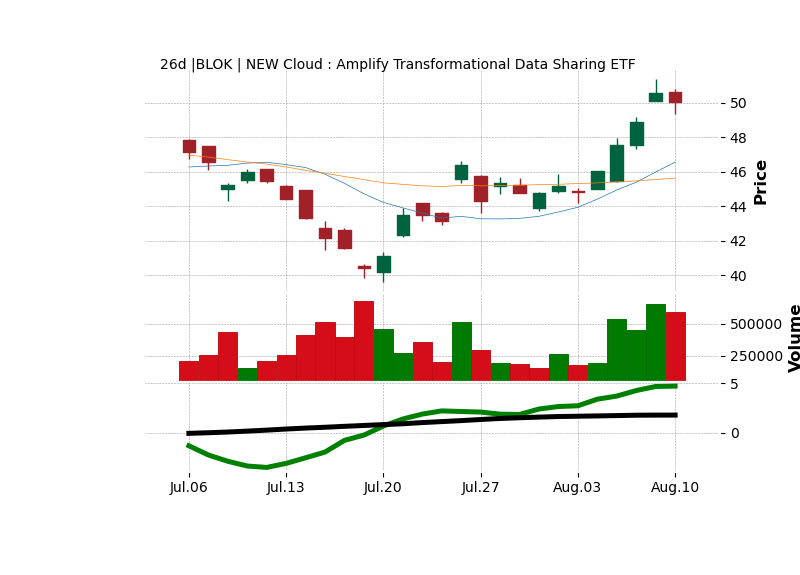 26d |BLOK | NEW Cloud : Amplify Transformational Data Sharing ETF
50
48
46
44
42
40
Price
500000
250000
Volume
5
0
Jul.06 Jul.13 Jul.20 Jul.27 Aug.03 Aug.10